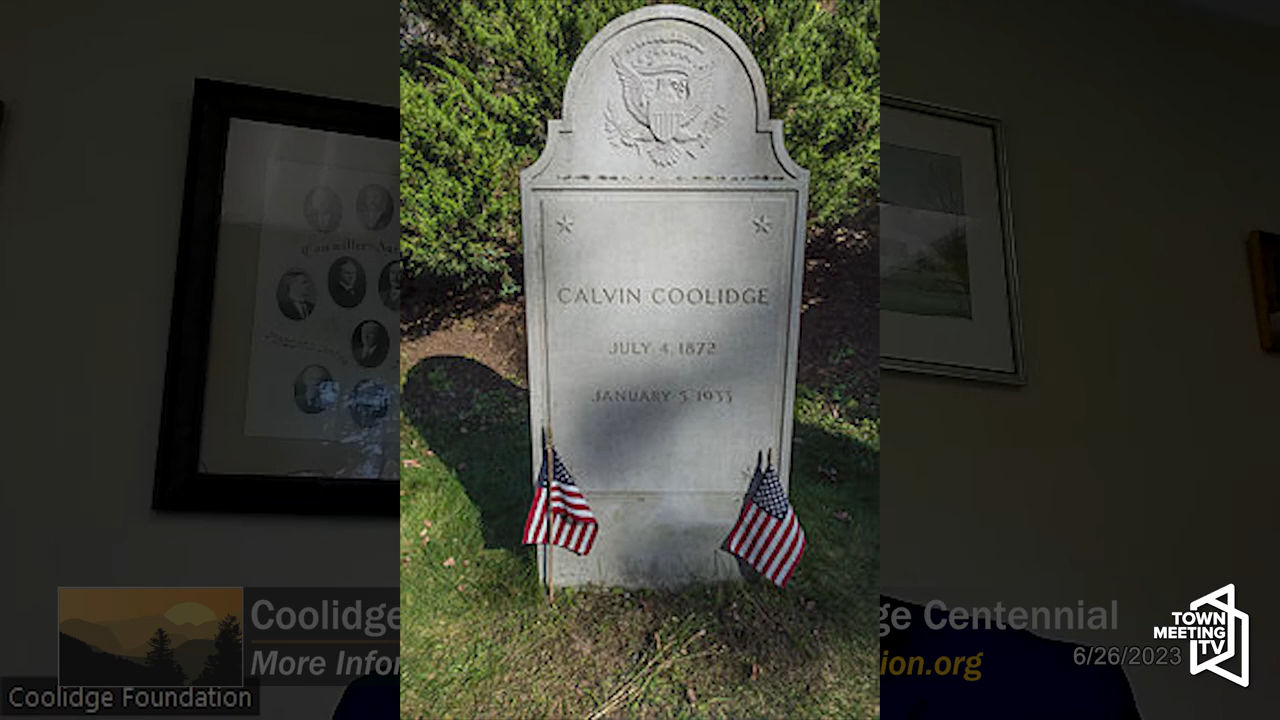 CALVIN COOLIDGE
JULY 4, 1872
JANUARY 5, 1933
Coolidge
ge Centennial
More Infor
ion.org
6/26/2023
TOWN
MEETING
TV
Coolidge Foundation